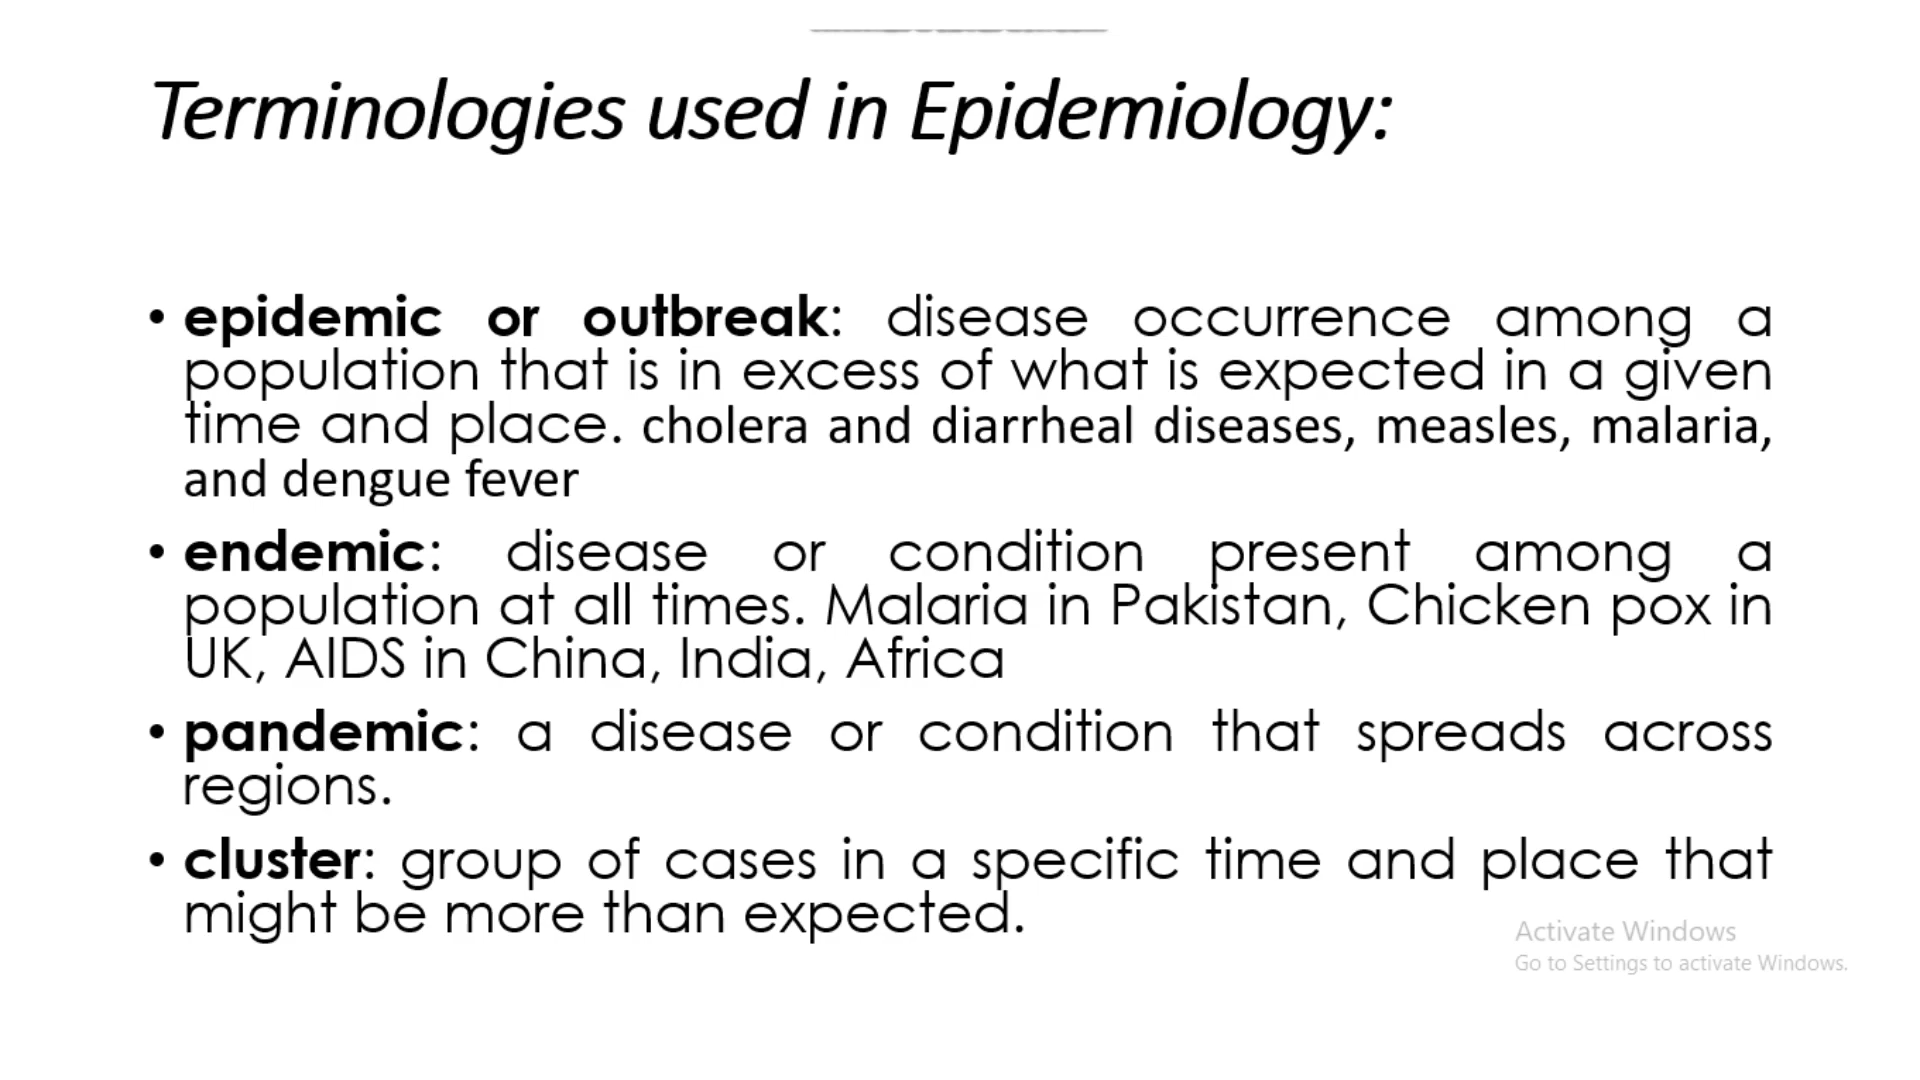 Terminologies used in Epidemiology:
• epidemic or outbreak: disease occurrence among a
population that is in excess of what is expected in a given
time and place. cholera and diarrheal diseases, measles, malaria,
and dengue fever
• endemic: disease or condition present among a
population at all times. Malaria in Pakistan, Chicken pox in
UK, AIDS in China, India, Africa
• pandemic: a disease or condition that spreads across
regions.
• cluster: group of cases in a specific time and place that
might be more than expected.
Activate Windows
Go to Settings to activate Windows.